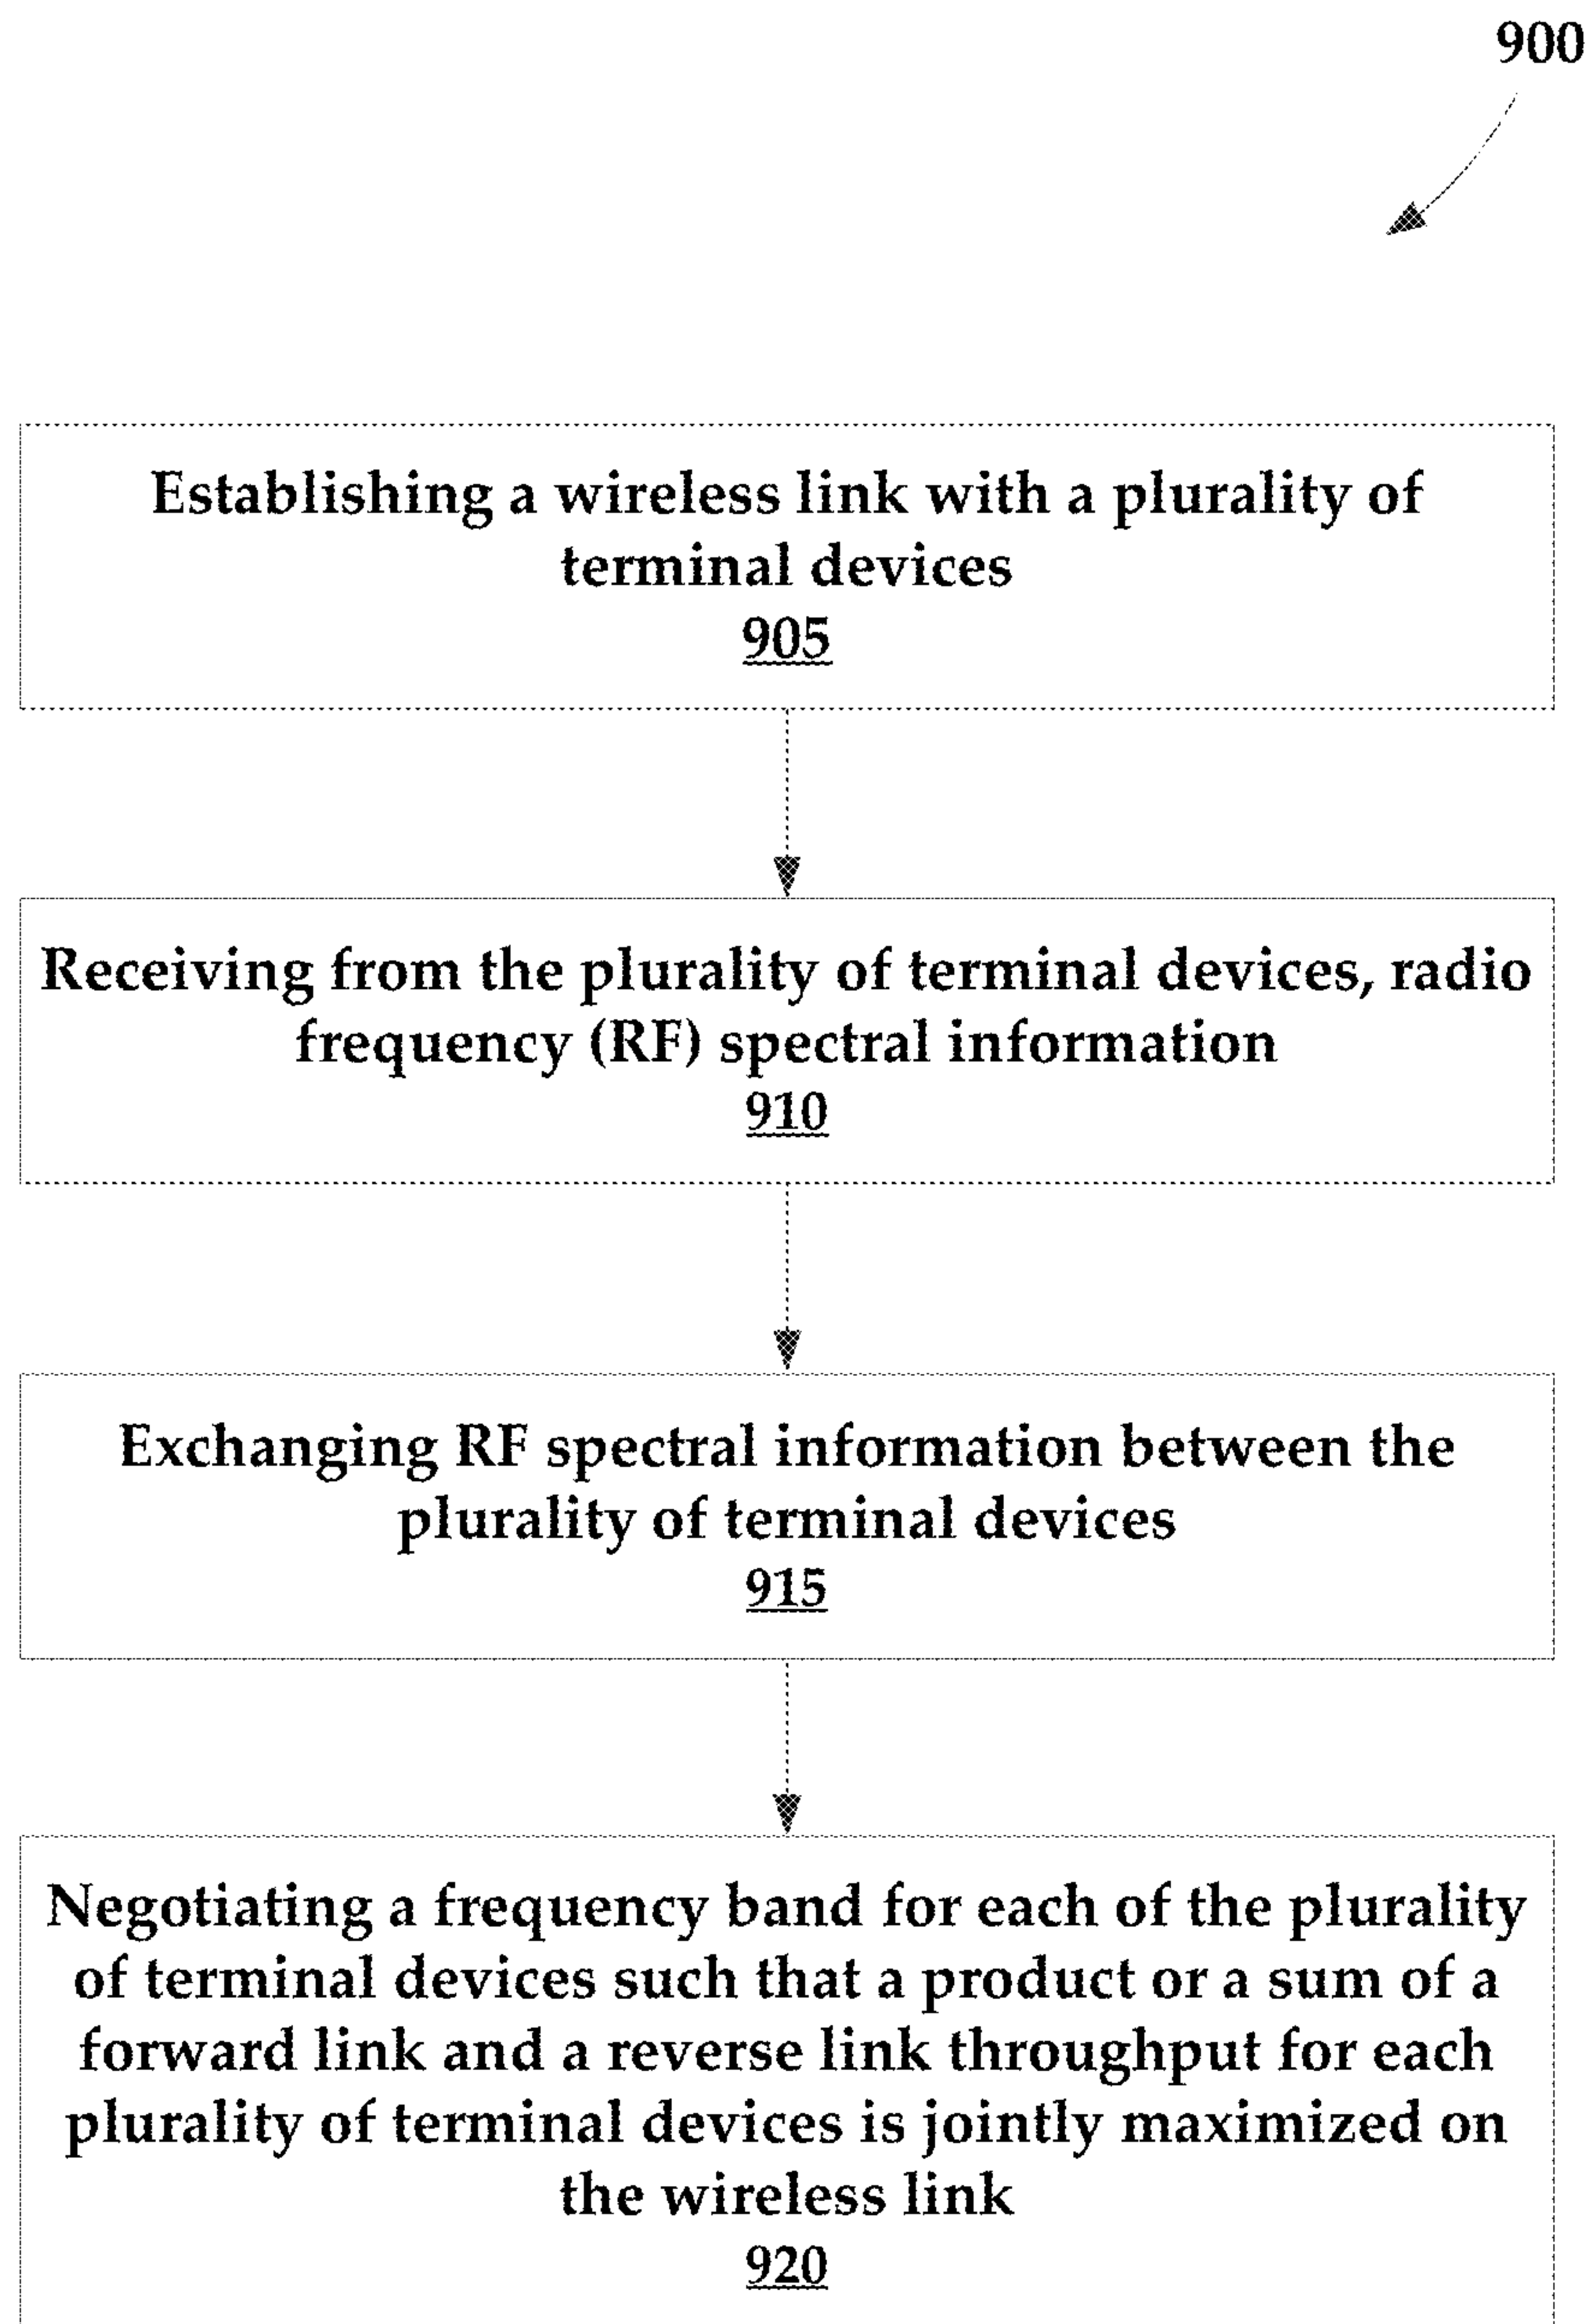 900
Establishing a wireless link with a plurality of
terminal devices
905
Receiving from the plurality of terminal devices, radio
frequency (RF) spectral information
910
Exchanging RF spectral information between the
plurality of terminal devices
915
Negotiating a frequency band for each of the plurality
of terminal devices such that a product or a sum of a
forward link and a reverse link throughput for each
plurality of terminal devices is jointly maximized on
the wireless link
920